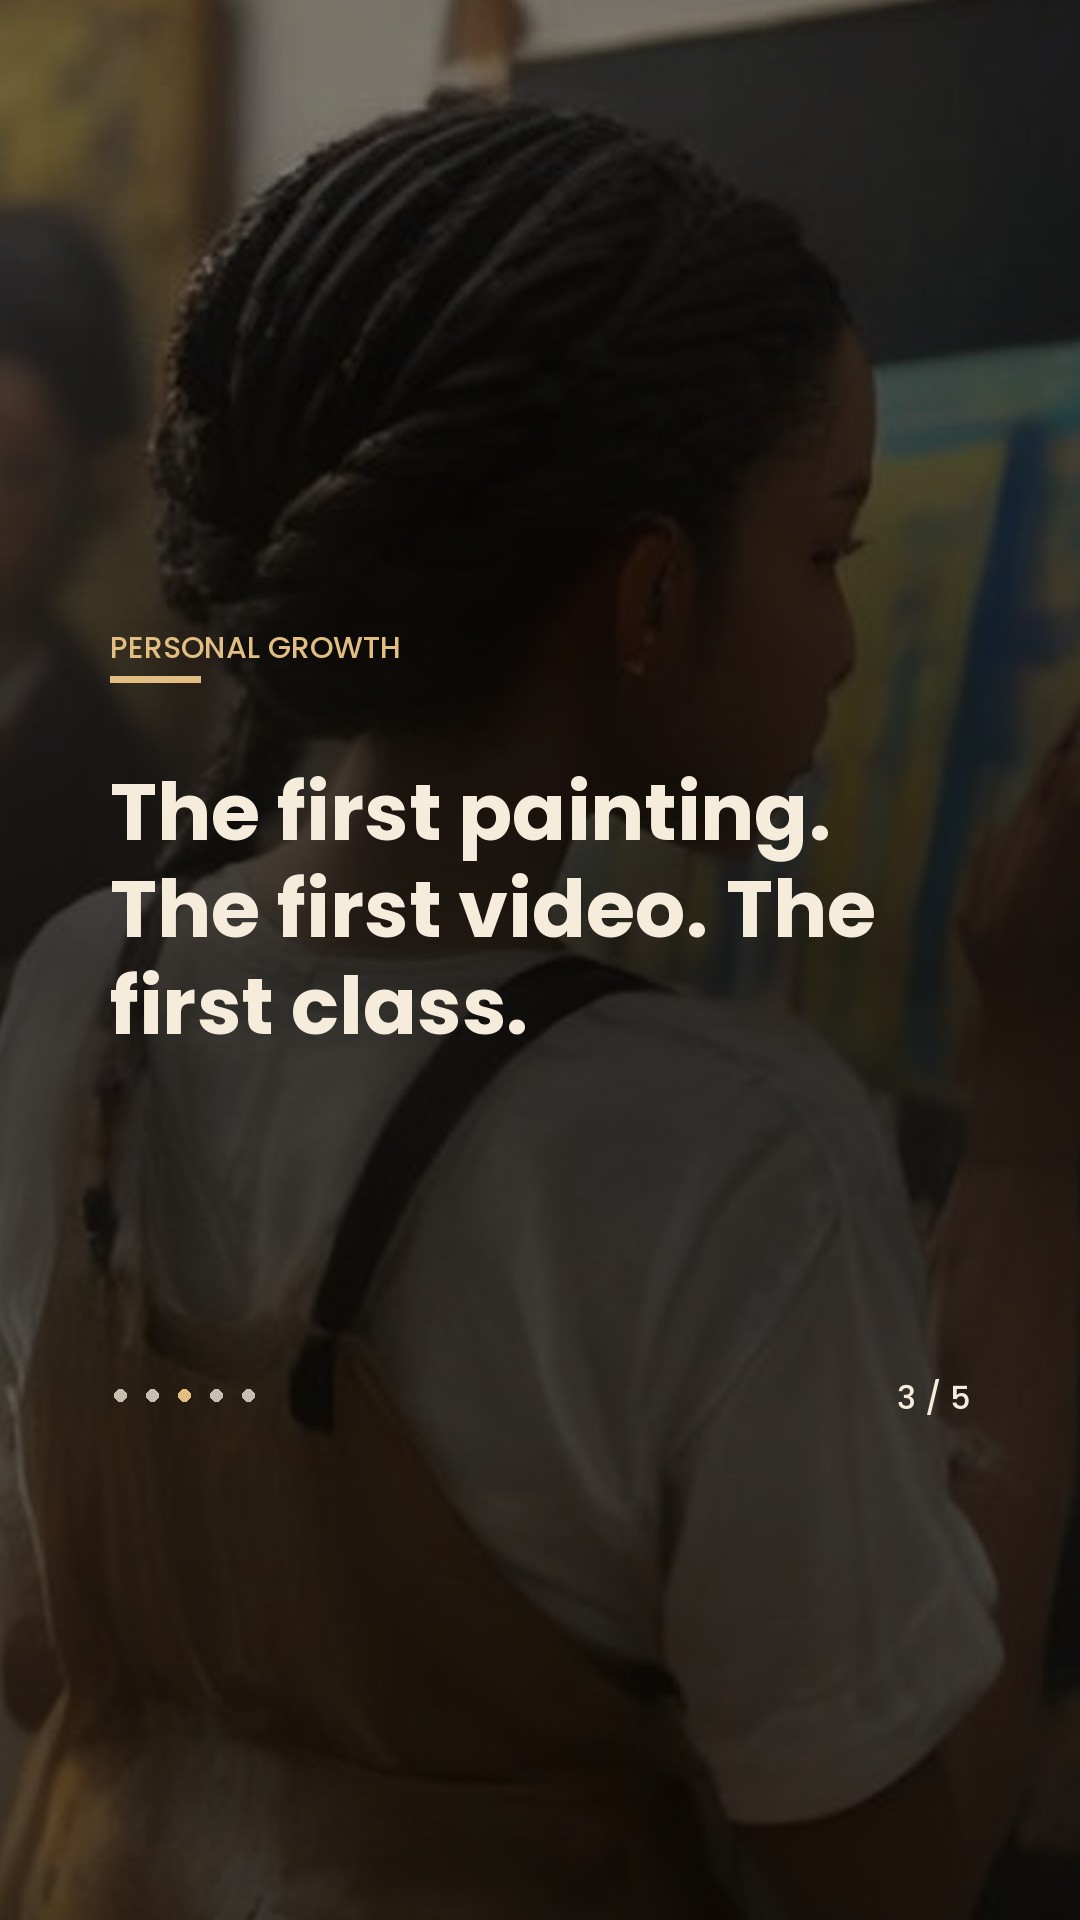 PERSONAL GROWTH
The first painting.
The first video. The
first class.
3 / 5